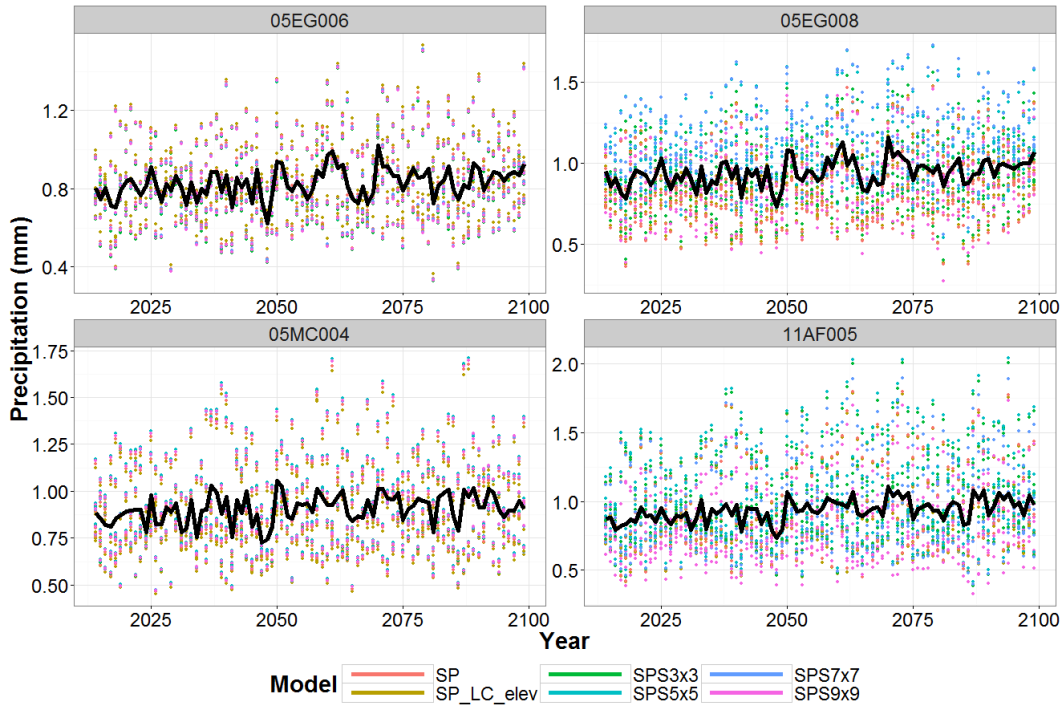 05EG006
05EG008
1.2
0.8
0.4
1.5
1.0
0.5
2025
2050
2075
2100
2025
2050
2075
2100
05MC004
11AF005
Precipitation (mm)
1.75
1.50
1.25
1.00
0.75
0.50
2.0
1.5
1.0
0.5
2025
2050
2075
2100
2025
2050
2075
2100
Year
Model
SP
SPS3x3
SPS7x7
SP_LC_elev
SPS5x5
SPS9x9